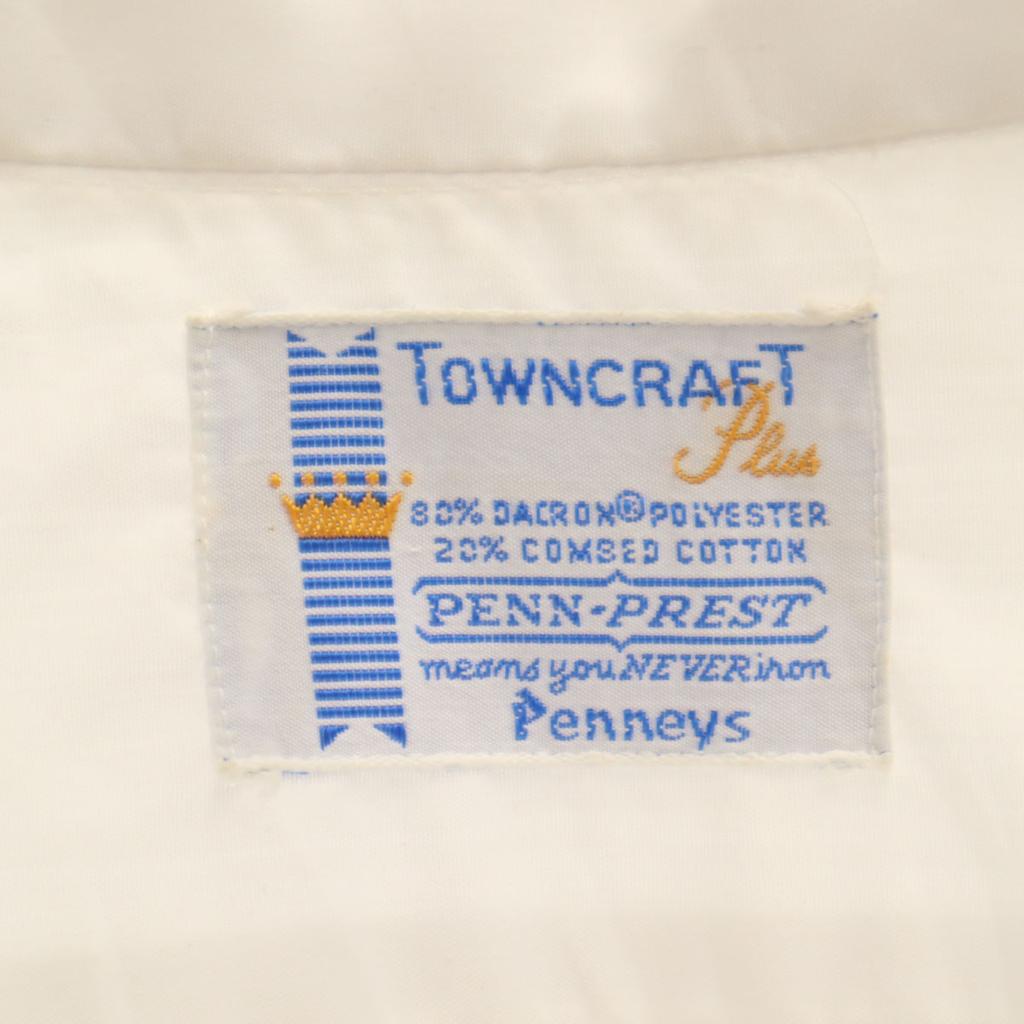 TOWNCRAFT
Plus
80% DACRON® POLYESTER
20% COMBED COTTON
PENN-PREST
means you NEVER iron
Penneys